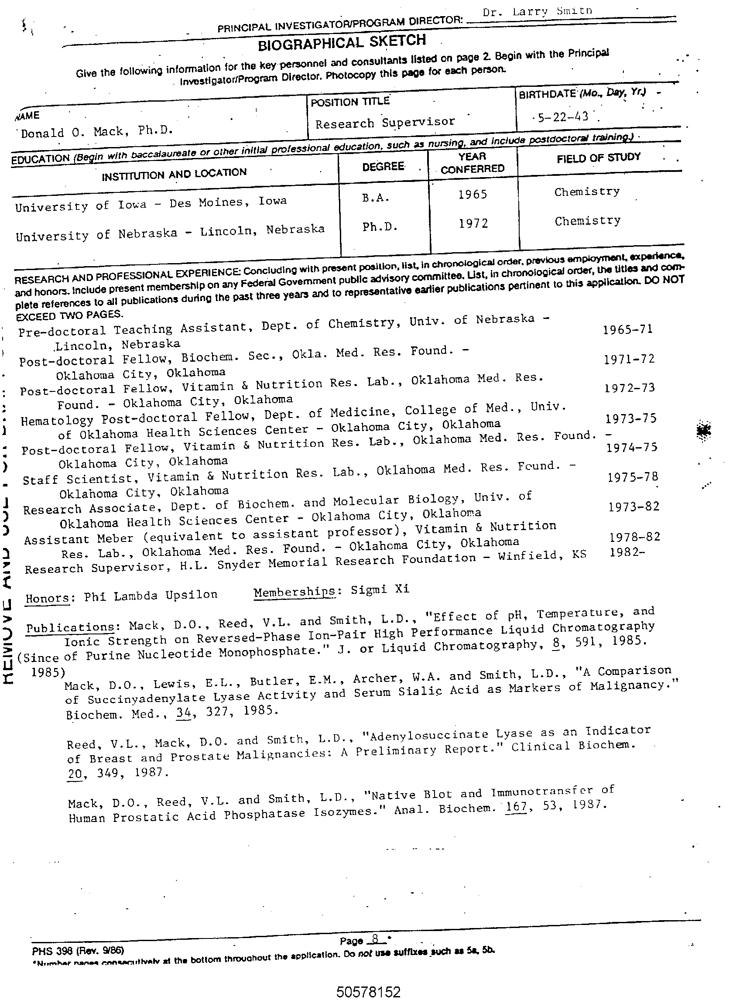 Dr. Larry Smith
PRINCIPAL INVESTIGATOR/PROGRAM DIRECTOR:
BIOGRAPHICAL SKETCH
Give the following information for the key personnel and consultants listed on page 2. Begin with the Principal
Investigator/Program Director. Photocopy this page for each person.
NAME
POSITION TITLE
BIRTHDATE (Mo., Day, Yr.)
Donald O. Mack, Ph.D.
Research Supervisor
5-22-43
EDUCATION (Begin with baccalaureate or other initial professional education, such as nursing, and include postdoctoral training.)
INSTITUTION AND LOCATION
DEGREE
YEAR
CONFERRED
FIELD OF STUDY
University of Iowa - Des Moines, Iowa
B.A.
1965
Chemistry
University of Nebraska - Lincoln, Nebraska
Ph.D.
1972
Chemistry
RESEARCH AND PROFESSIONAL EXPERIENCE: Concluding with present position, list, in chronological order, previous employment, experience,
and honors. Include present membership on any Federal Government public advisory committee. List, in chronological order, the titles and com-
plete references to all publications during the past three years and to representative earlier publications pertinent to this application. DO NOT
EXCEED TWO PAGES.
Pre-doctoral Teaching Assistant, Dept. of Chemistry, Univ. of Nebraska -
Lincoln, Nebraska 1965-71
Post-doctoral Fellow, Biochem. Sec., Okla. Med. Res. Found. -
Oklahoma City, Oklahoma 1971-72
Post-doctoral Fellow, Vitamin & Nutrition Res. Lab., Oklahoma Med. Res.
Found. - Oklahoma City, Oklahoma 1972-73
Hematology Post-doctoral Fellow, Dept. of Medicine, College of Med., Univ.
of Oklahoma Health Sciences Center - Oklahoma City, Oklahoma 1973-75
Post-doctoral Fellow, Vitamin & Nutrition Res. Lab., Oklahoma Med. Res. Found. -
Oklahoma City, Oklahoma 1974-75
Staff Scientist, Vitamin & Nutrition Res. Lab., Oklahoma Med. Res. Found. -
Oklahoma City, Oklahoma 1975-78
Research Associate, Dept. of Biochem. and Molecular Biology, Univ. of
Oklahoma Health Sciences Center - Oklahoma City, Oklahoma 1973-82
Assistant Meber (equivalent to assistant professor), Vitamin & Nutrition
Res. Lab., Oklahoma Med. Res. Found. - Oklahoma City, Oklahoma 1978-82
Research Supervisor, H.L. Snyder Memorial Research Foundation - Winfield, KS 1982-
Honors: Phi Lambda Upsilon Memberships: Sigmi Xi
Publications: Mack, D.O., Reed, V.L. and Smith, L.D., "Effect of pH, Temperature, and
Ionic Strength on Reversed-Phase Ion-Pair High Performance Liquid Chromatography
(Since of Purine Nucleotide Monophosphate." J. or Liquid Chromatography, 8, 591, 1985.
1985)
Mack, D.O., Lewis, E.L., Butler, E.M., Archer, W.A. and Smith, L.D., "A Comparison
of Succinyadenylate Lyase Activity and Serum Sialic Acid as Markers of Malignancy."
Biochem. Med., 34, 327, 1985.
Reed, V.L., Mack, D.O. and Smith, L.D., "Adenylosuccinate Lyase as an Indicator
of Breast and Prostate Malignancies: A Preliminary Report." Clinical Biochem.
20, 349, 1987.
Mack, D.O., Reed, V.L. and Smith, L.D., "Native Blot and Immunotransfer of
Human Prostatic Acid Phosphatase Isozymes." Anal. Biochem. 167, 53, 1987.
PHS 398 (Rev. 9/86)
Page 8 *
*Number pages consecutively at the bottom throughout the application. Do not use suffixes such as 5a, 5b.
50578152
REMOVE AND